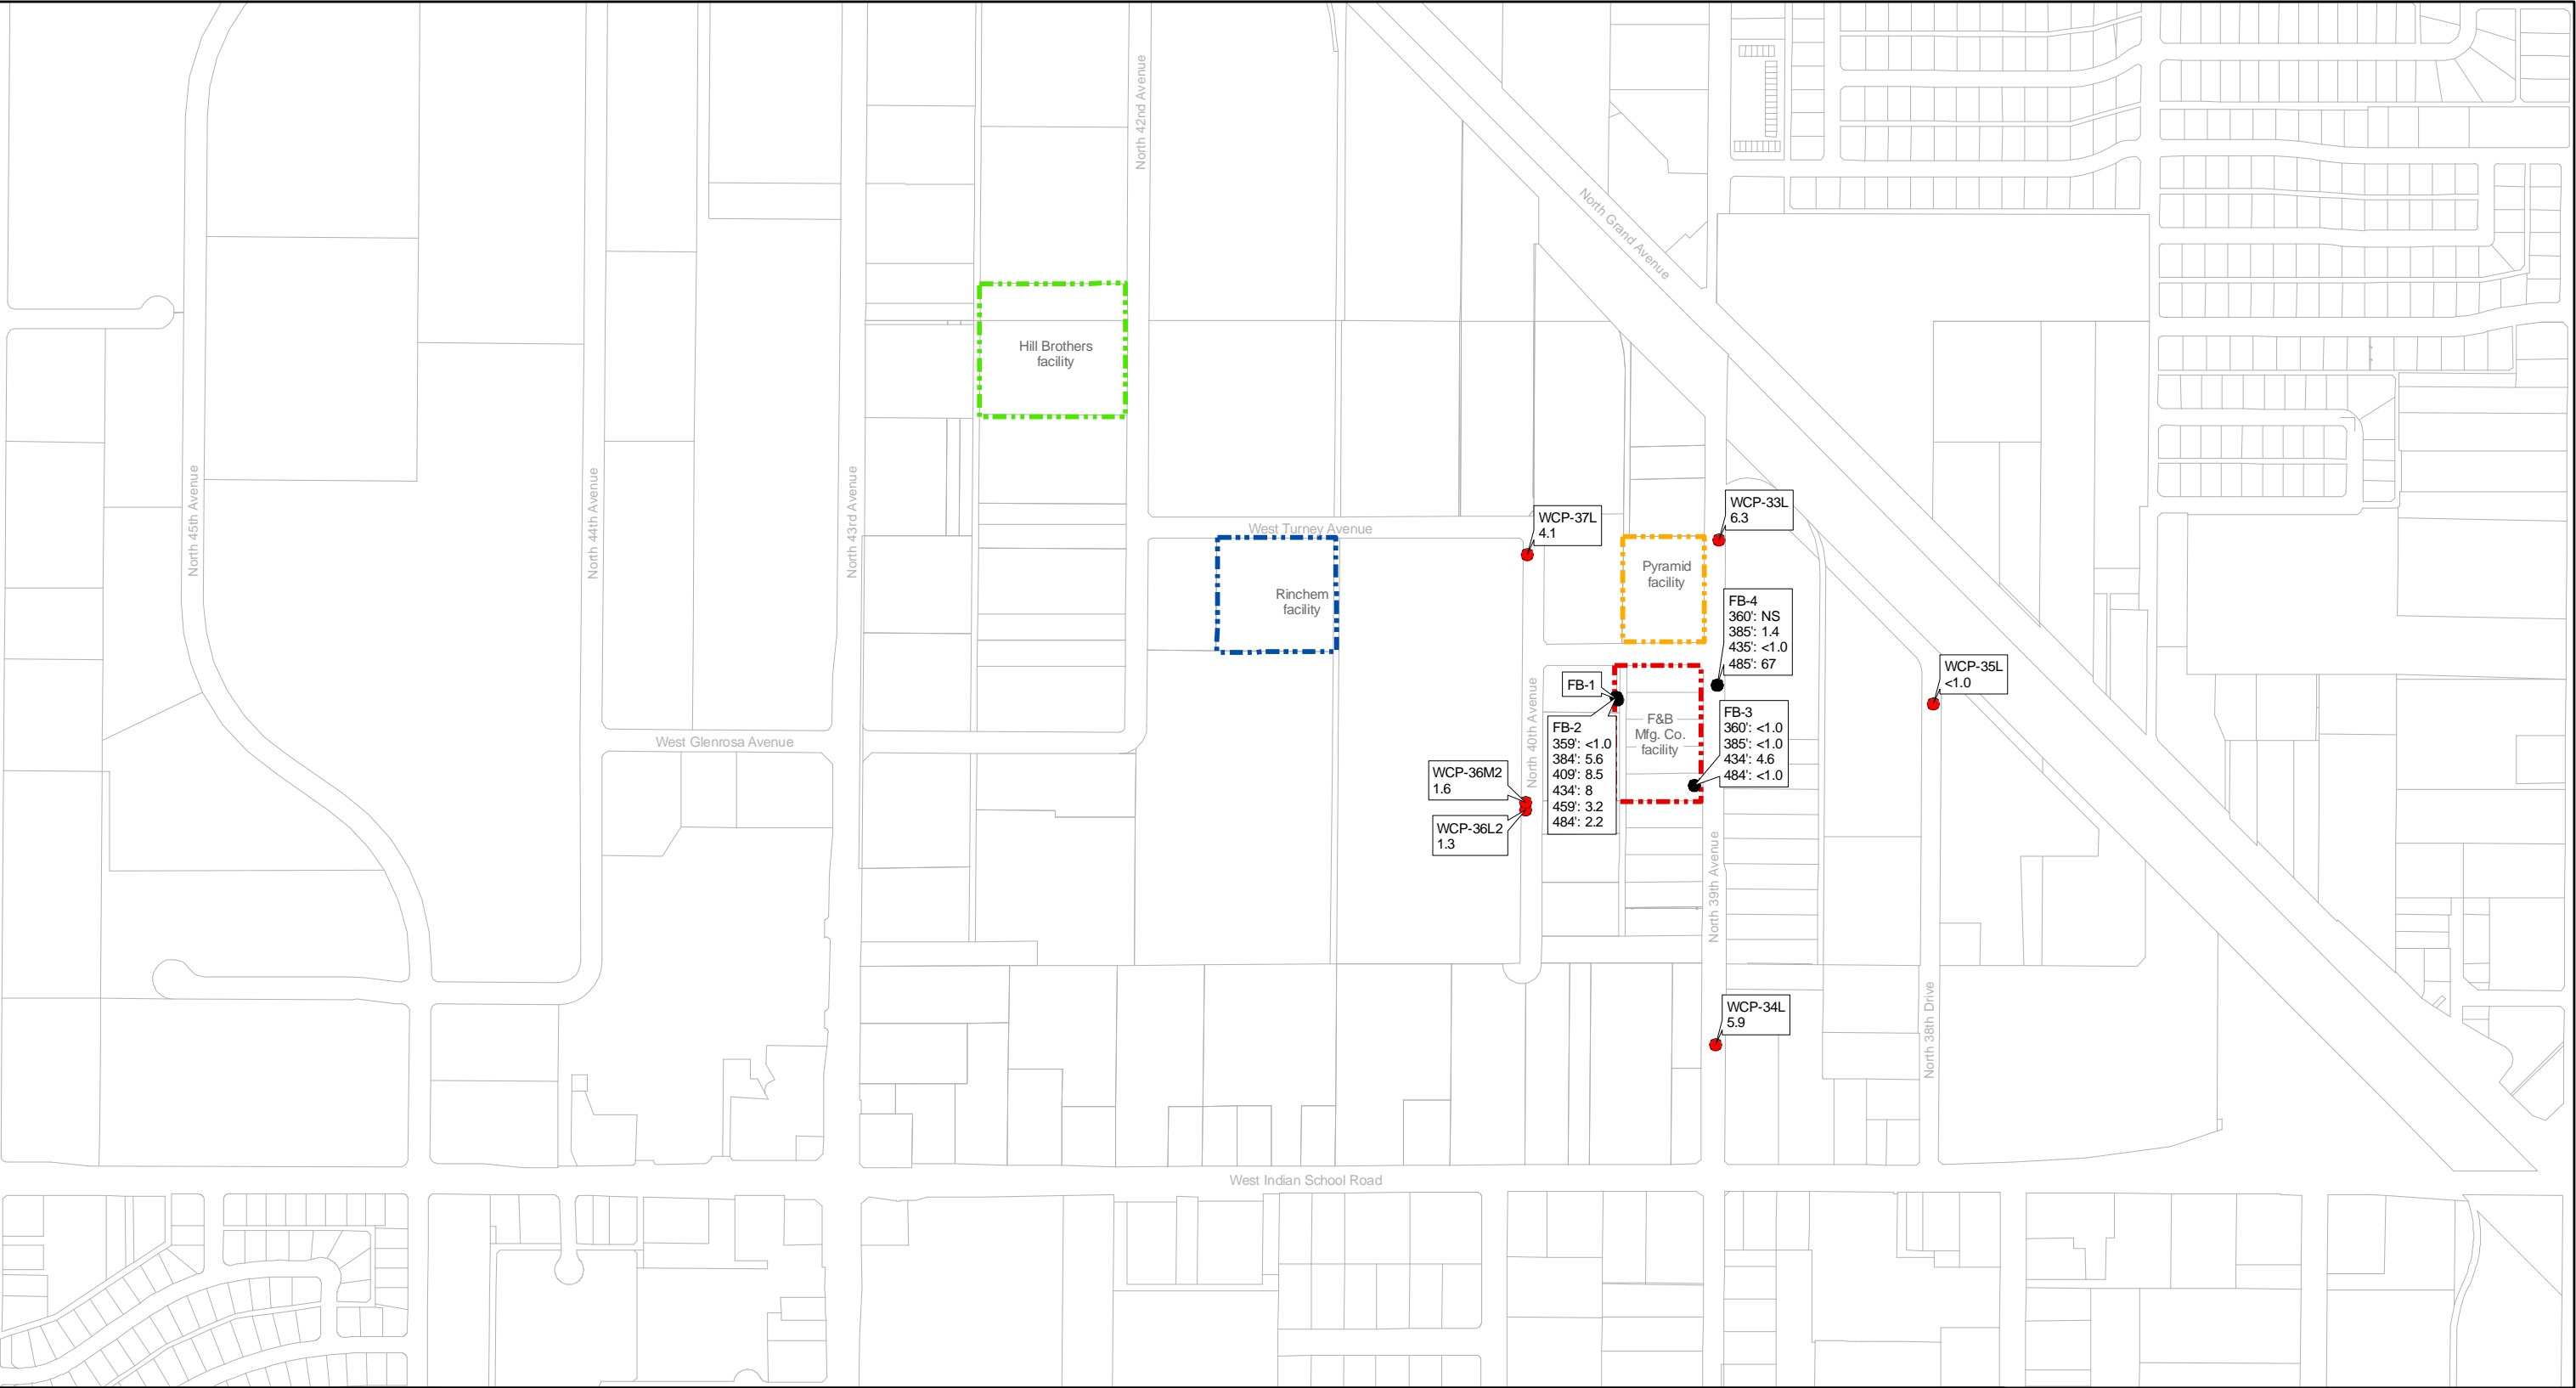 North 42nd Avenue
North Grand Avenue
Hill Brothers
facility
North 45th Avenue
North 44th Avenue
North 43rd Avenue
West Turney Avenue
WCP-37L
4.1
WCP-33L
6.3
Rinchem
facility
Pyramid
facility
FB-4
360': NS
385': 1.4
435': <1.0
485': 67
WCP-35L
<1.0
FB-1
North 40th Avenue
FB-2
359': <1.0
384': 5.6
409': 8.5
434': 8
459': 3.2
484': 2.2
F&B
Mfg. Co.
facility
FB-3
360': <1.0
385': <1.0
434': 4.6
484': <1.0
West Glenrosa Avenue
WCP-36M2
1.6
WCP-36L2
1.3
North 39th Avenue
WCP-34L
5.9
North 38th Drive
West Indian School Road